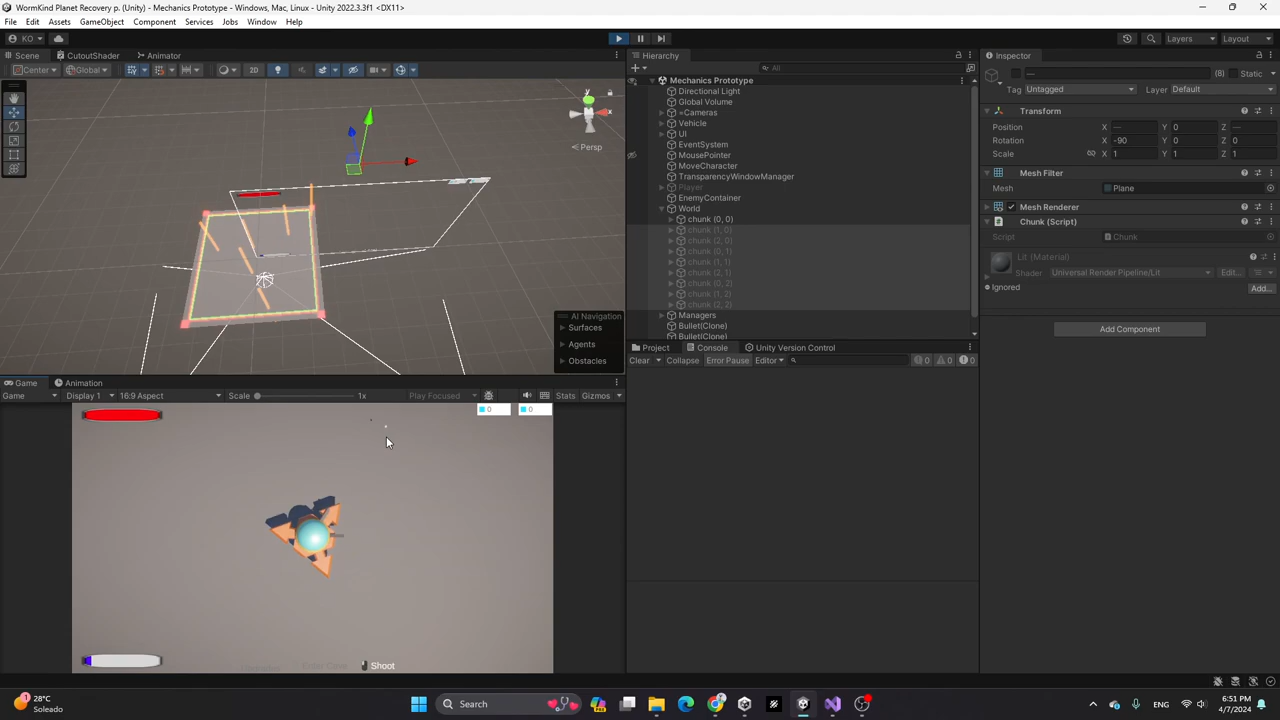 WormKind Planet Recovery p. (Unity) - Mechanics Prototype - Windows, Mac, Linux - Unity 2022.3.3f1 <DX11>
File Edit Assets GameObject Component Services Jobs Window Help
KO Layers Layout
Scene CutoutShader Animator
Center Global 2D
y
x
Persp
AI Navigation
Surfaces
Agents
Obstacles
Hierarchy
All
Mechanics Prototype
Directional Light
Global Volume
=Cameras
Vehicle
UI
EventSystem
MousePointer
MoveCharacter
TransparencyWindowManager
Player
EnemyContainer
World
chunk (0, 0)
chunk (1, 0)
chunk (2, 0)
chunk (0, 1)
chunk (1, 1)
chunk (2, 1)
chunk (0, 2)
chunk (1, 2)
chunk (2, 2)
Managers
Bullet(Clone)
Bullet(Clone)
Inspector
— (8) Static
Tag Untagged Layer Default
Transform
Position X — Y 0 Z —
Rotation X -90 Y 0 Z 0
Scale X 1 Y 1 Z 1
Mesh Filter
Mesh Plane
Mesh Renderer
Chunk (Script)
Script Chunk
Lit (Material)
Shader Universal Render Pipeline/Lit Edit...
Ignored Add...
Add Component
Project Console Unity Version Control
Clear Collapse Error Pause Editor 0 0 0
Game Animation
Game Display 1 16:9 Aspect Scale 1x Play Focused Stats Gizmos
0 0
Shoot
28°C
Soleado
Search
ENG
6:51 PM
4/7/2024